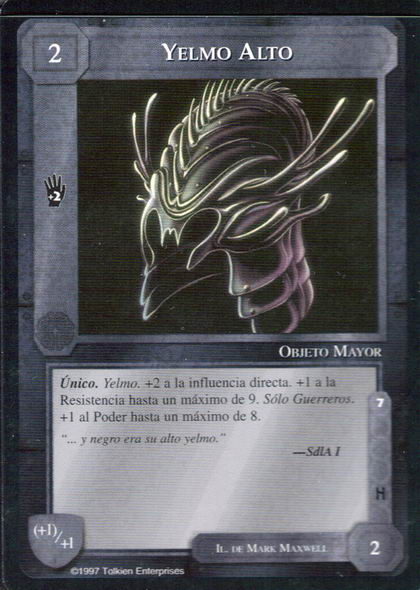 2
YELMO ALTO
+2
OBJETO MAYOR
Único. Yelmo. +2 a la influencia directa. +1 a la
Resistencia hasta un máximo de 9. Sólo Guerreros.
+1 al Poder hasta un máximo de 8.
"... y negro era su alto yelmo."
—SdlA I
7
H
(+1)/
+1
IL. DE MARK MAXWELL
2
©1997 Tolkien Enterprises